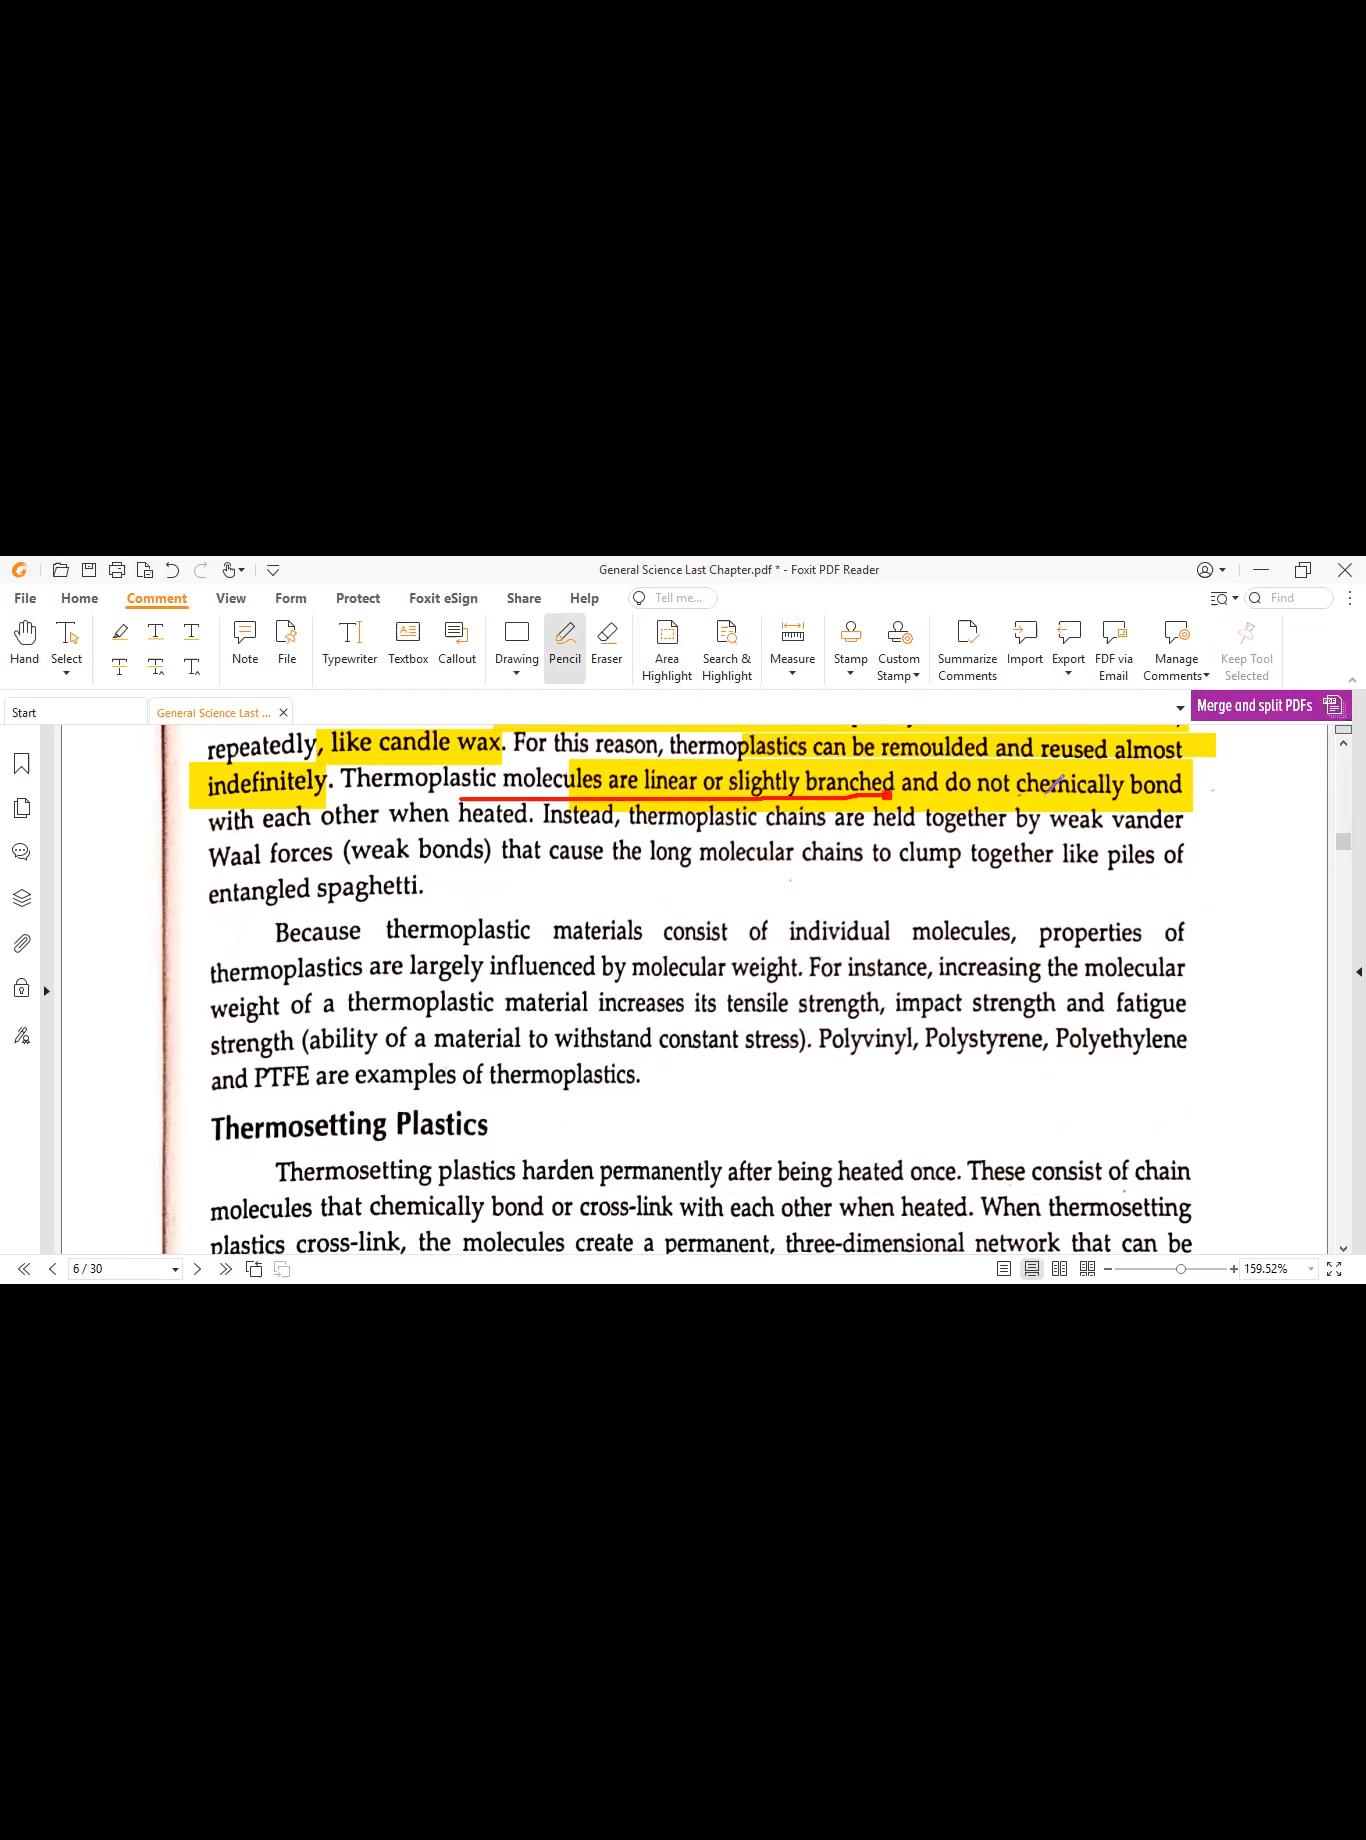 General Science Last Chapter.pdf * - Foxit PDF Reader
File Home Comment View Form Protect Foxit eSign Share Help Tell me... Find
Hand Select Note File Typewriter Textbox Callout Drawing Pencil Eraser Area Highlight Search & Highlight Measure Stamp Custom Stamp Summarize Comments Import Export FDF via Email Manage Comments Keep Tool Selected
Start General Science Last ... Merge and split PDFs
repeatedly, like candle wax. For this reason, thermoplastics can be remoulded and reused almost
indefinitely. Thermoplastic molecules are linear or slightly branched and do not chemically bond
with each other when heated. Instead, thermoplastic chains are held together by weak vander
Waal forces (weak bonds) that cause the long molecular chains to clump together like piles of
entangled spaghetti.
Because thermoplastic materials consist of individual molecules, properties of
thermoplastics are largely influenced by molecular weight. For instance, increasing the molecular
weight of a thermoplastic material increases its tensile strength, impact strength and fatigue
strength (ability of a material to withstand constant stress). Polyvinyl, Polystyrene, Polyethylene
and PTFE are examples of thermoplastics.
Thermosetting Plastics
Thermosetting plastics harden permanently after being heated once. These consist of chain
molecules that chemically bond or cross-link with each other when heated. When thermosetting
plastics cross-link, the molecules create a permanent, three-dimensional network that can be
6 / 30 159.52%